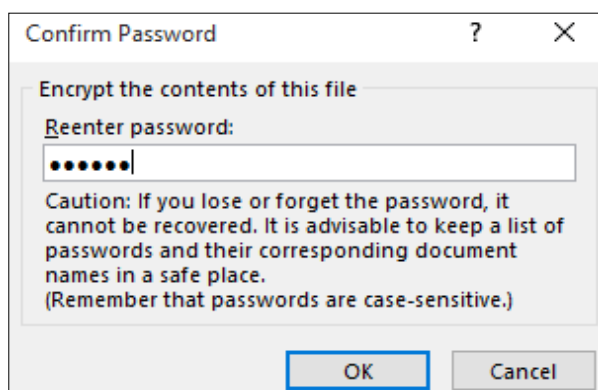 Confirm Password ?
Encrypt the contents of this file
Reenter password:
••••••
Caution: If you lose or forget the password, it
cannot be recovered. It is advisable to keep a list of
passwords and their corresponding document
names in a safe place.
(Remember that passwords are case-sensitive.)
OK Cancel